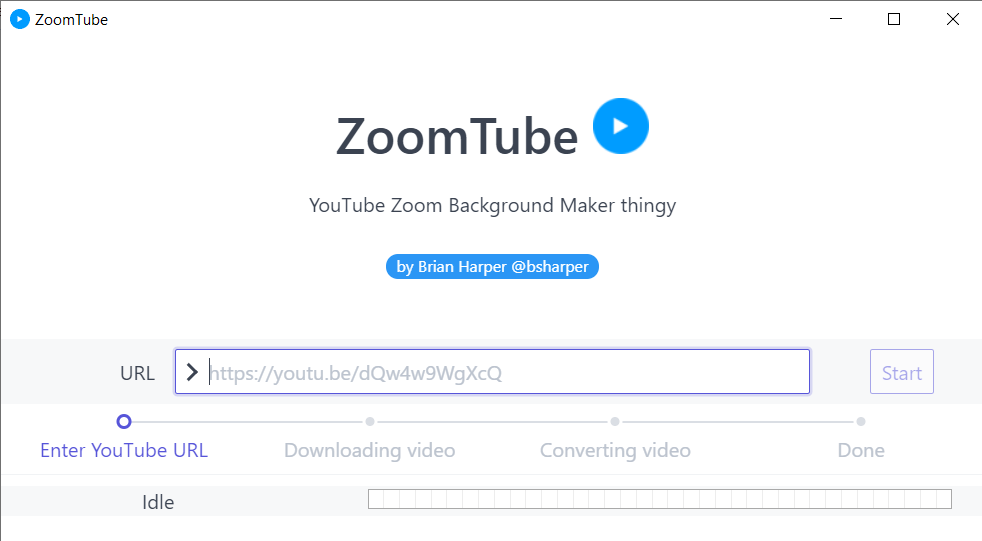 ZoomTube
ZoomTube
YouTube Zoom Background Maker thingy
by Brian Harper @bsharper
URL
https://youtu.be/dQw4w9WgXcQ
Start
Enter YouTube URL
Downloading video
Converting video
Done
Idle